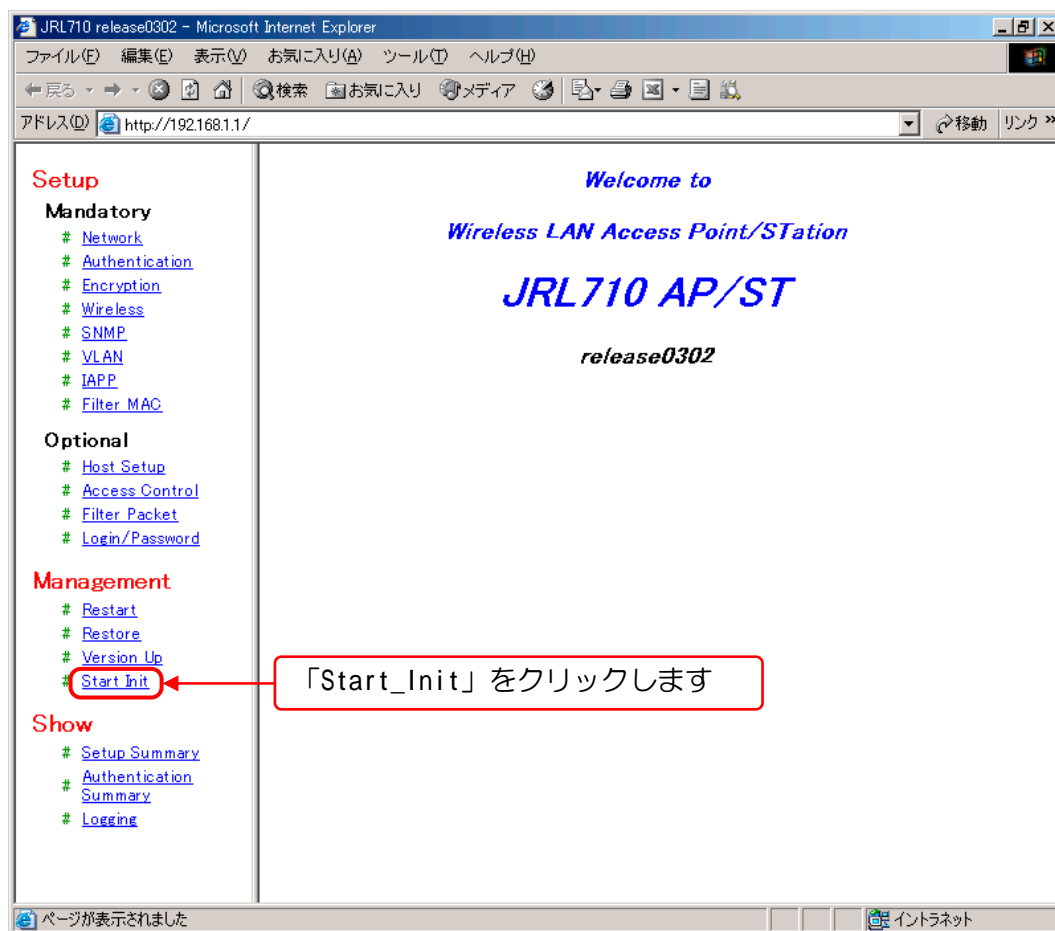 JRL710 release0302 - Microsoft Internet Explorer
ファイル(F) 編集(E) 表示(V) お気に入り(A) ツール(T) ヘルプ(H)
戻る 検索 お気に入り メディア
アドレス(D) http://192.168.1.1/ 移動 リンク »
Setup
Mandatory
# Network
# Authentication
# Encryption
# Wireless
# SNMP
# VLAN
# IAPP
# Filter MAC
Optional
# Host Setup
# Access Control
# Filter Packet
# Login/Password
Management
# Restart
# Restore
# Version Up
# Start Init
Show
# Setup Summary
# Authentication
Summary
# Logging
Welcome to
Wireless LAN Access Point/STation
JRL710 AP/ST
release0302
「Start_Init」をクリックします
ページが表示されました イントラネット